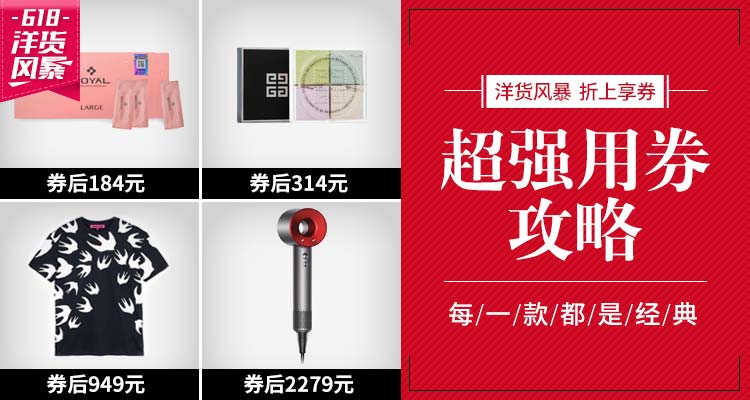 618
洋货
风暴
ROYAL
LARGE
券后184元
券后314元
券后949元
券后2279元
洋货风暴 折上享券
超强用券
攻略
每/一/款/都/是/经/典